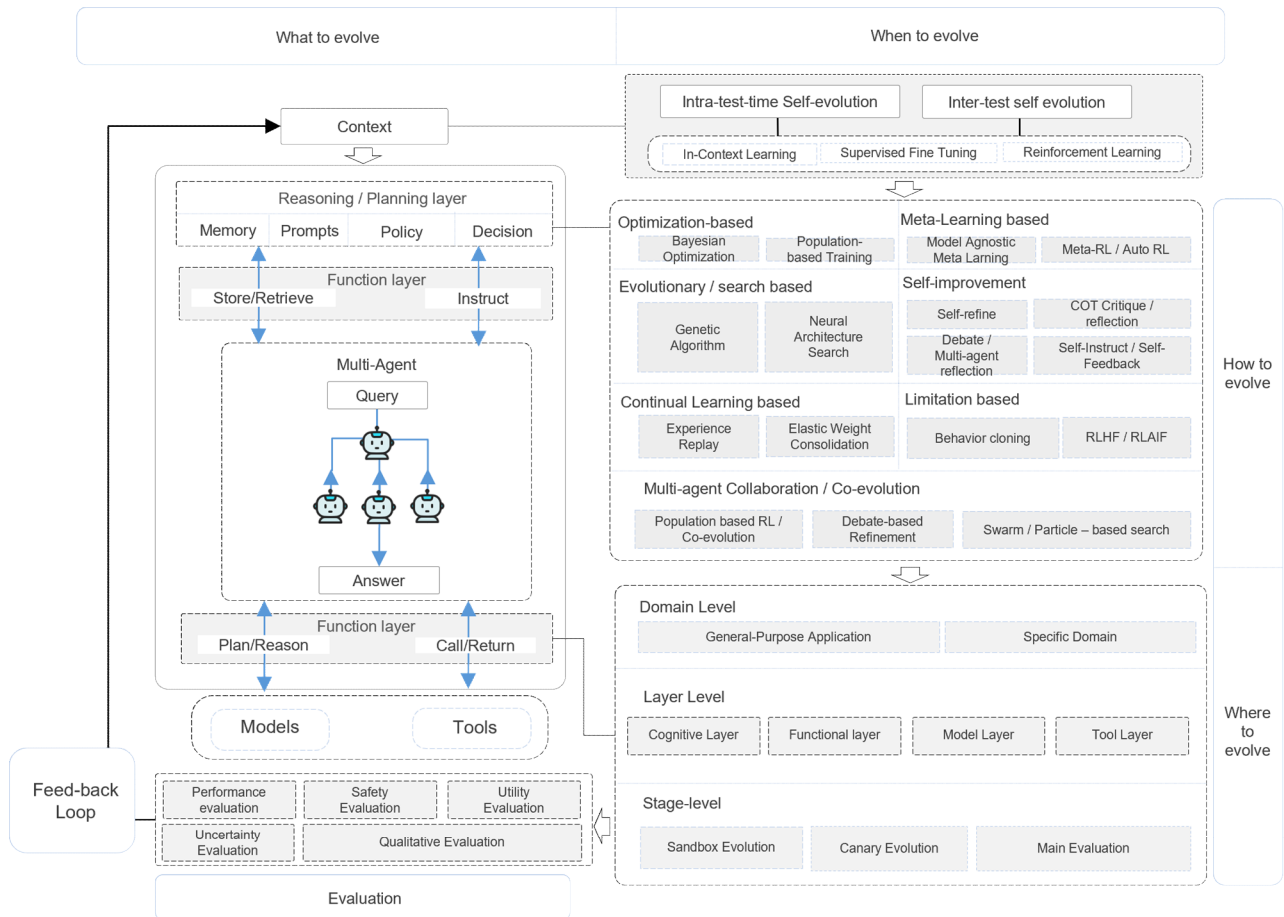 What to evolve
When to evolve
Intra-test-time Self-evolution
Inter-test self evolution
In-Context Learning
Supervised Fine Tuning
Reinforcement Learning
Context
Reasoning / Planning layer
Memory
Prompts
Policy
Decision
Function layer
Store/Retrieve
Instruct
Multi-Agent
Query
Answer
Function layer
Plan/Reason
Call/Return
Models
Tools
Optimization-based
Bayesian
Optimization
Population-
based Training
Meta-Learning based
Model Agnostic
Meta Larning
Meta-RL / Auto RL
Evolutionary / search based
Genetic
Algorithm
Neural
Architecture
Search
Self-improvement
Self-refine
COT Critique /
reflection
Debate /
Multi-agent
reflection
Self-Instruct / Self-
Feedback
Continual Learning based
Experience
Replay
Elastic Weight
Consolidation
Limitation based
Behavior cloning
RLHF / RLAIF
Multi-agent Collaboration / Co-evolution
Population based RL /
Co-evolution
Debate-based
Refinement
Swarm / Particle – based search
How to
evolve
Domain Level
General-Purpose Application
Specific Domain
Layer Level
Cognitive Layer
Functional layer
Model Layer
Tool Layer
Stage-level
Sandbox Evolution
Canary Evolution
Main Evaluation
Where
to
evolve
Feed-back
Loop
Performance
evaluation
Safety
Evaluation
Utility
Evaluation
Uncertainty
Evaluation
Qualitative Evaluation
Evaluation